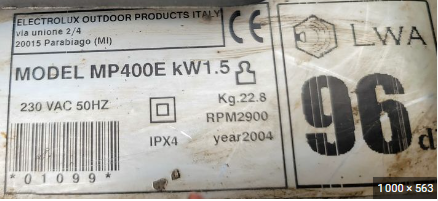 ELECTROLUX OUTDOOR PRODUCTS ITALY
via unione 2/4
20015 Parabiago (MI)
CE
LWA
MODEL MP400E kW1.5
230 VAC 50HZ
Kg.22.8
RPM2900
IPX4
year2004
*01099*
96
d
1000 × 563